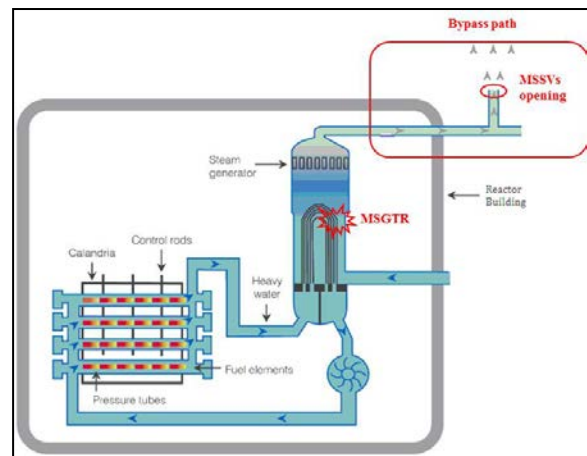 Bypass path
MSSVs
opening
Steam
generator
Reactor
Building
MSGTR
Calandria
Control rods
Heavy
water
Fuel elements
Pressure tubes